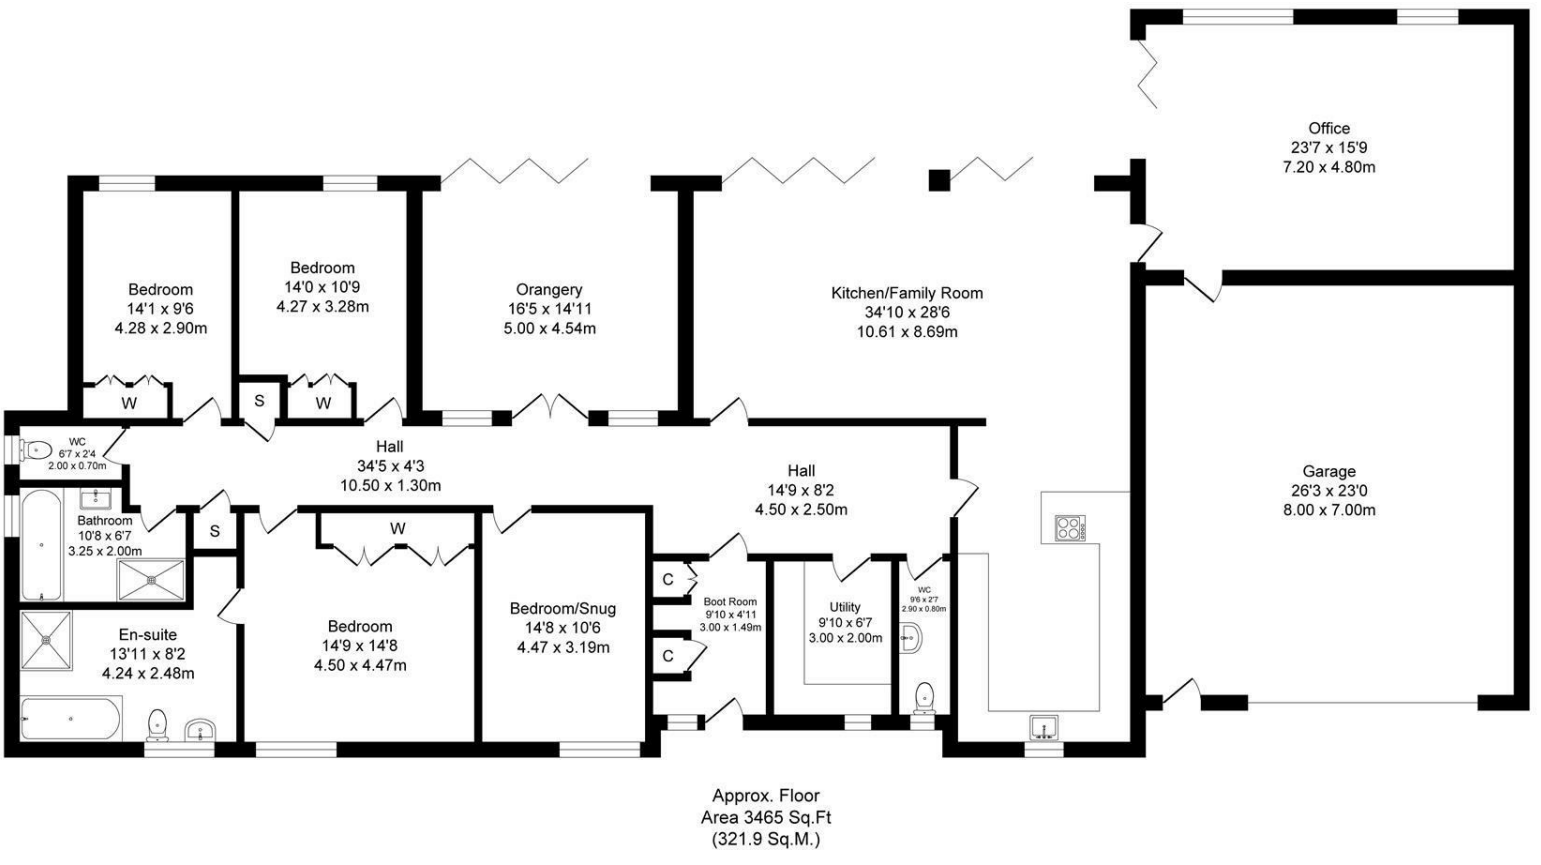 Office
23'7 x 15'9
7.20 x 4.80m
Bedroom
14'1 x 9'6
4.28 x 2.90m
W
Bedroom
14'0 x 10'9
4.27 x 3.28m
S
W
Orangery
16'5 x 14'11
5.00 x 4.54m
Kitchen/Family Room
34'10 x 28'6
10.61 x 8.69m
WC
6'7 x 2'4
2.00 x 0.70m
Hall
34'5 x 4'3
10.50 x 1.30m
Hall
14'9 x 8'2
4.50 x 2.50m
Garage
26'3 x 23'0
8.00 x 7.00m
Bathroom
10'8 x 6'7
3.25 x 2.00m
S
W
En-suite
13'11 x 8'2
4.24 x 2.48m
Bedroom
14'9 x 14'8
4.50 x 4.47m
Bedroom/Snug
14'8 x 10'6
4.47 x 3.19m
C
C
Boot Room
9'10 x 4'11
3.00 x 1.49m
Utility
9'10 x 6'7
3.00 x 2.00m
WC
9'6 x 2'7
2.90 x 0.80m
Approx. Floor
Area 3465 Sq.Ft
(321.9 Sq.M.)